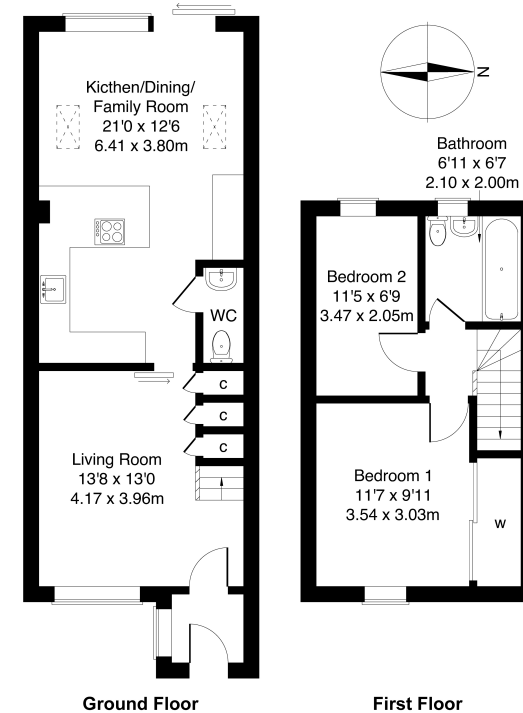 Kicthen/Dining/
Family Room
21'0 x 12'6
6.41 x 3.80m
N
Bathroom
6'11 x 6'7
2.10 x 2.00m
Bedroom 2
11'5 x 6'9
3.47 x 2.05m
WC
c
c
c
Living Room
13'8 x 13'0
4.17 x 3.96m
Bedroom 1
11'7 x 9'11
3.54 x 3.03m
w
Ground Floor
First Floor